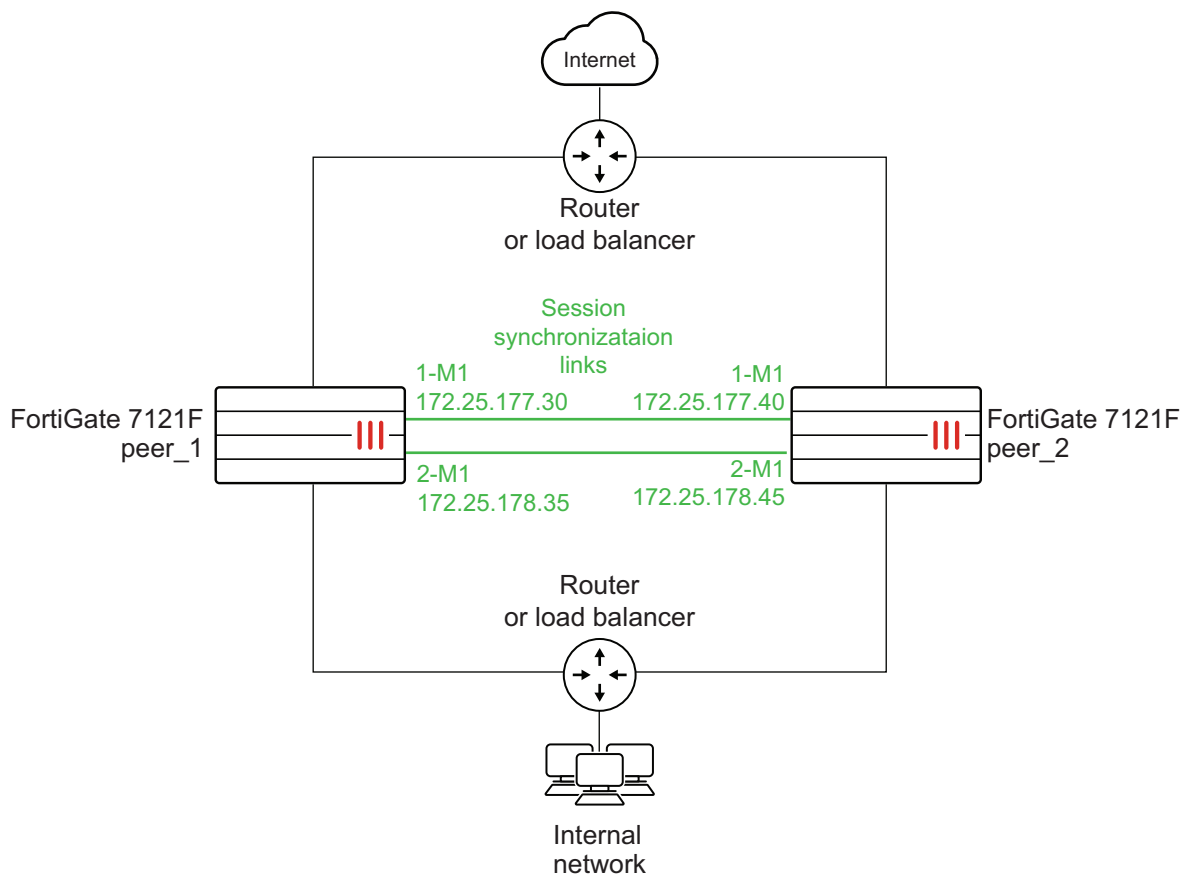 Internet
Router
or load balancer
Session
synchronizataion
links
1-M1
172.25.177.30
1-M1
172.25.177.40
FortiGate 7121F
peer_1
FortiGate 7121F
peer_2
2-M1
172.25.178.35
2-M1
172.25.178.45
Router
or load balancer
Internal
network